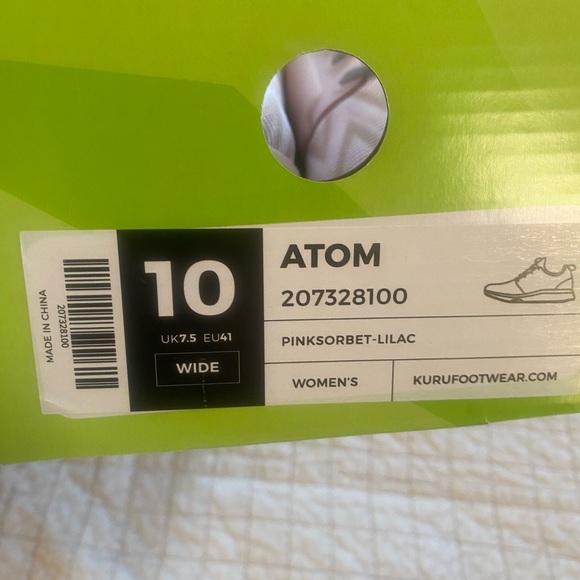 MADE IN CHINA
207328100
10
UK7.5 EU41
WIDE
ATOM
207328100
PINKSORBET-LILAC
WOMEN'S
KURUFOOTWEAR.COM